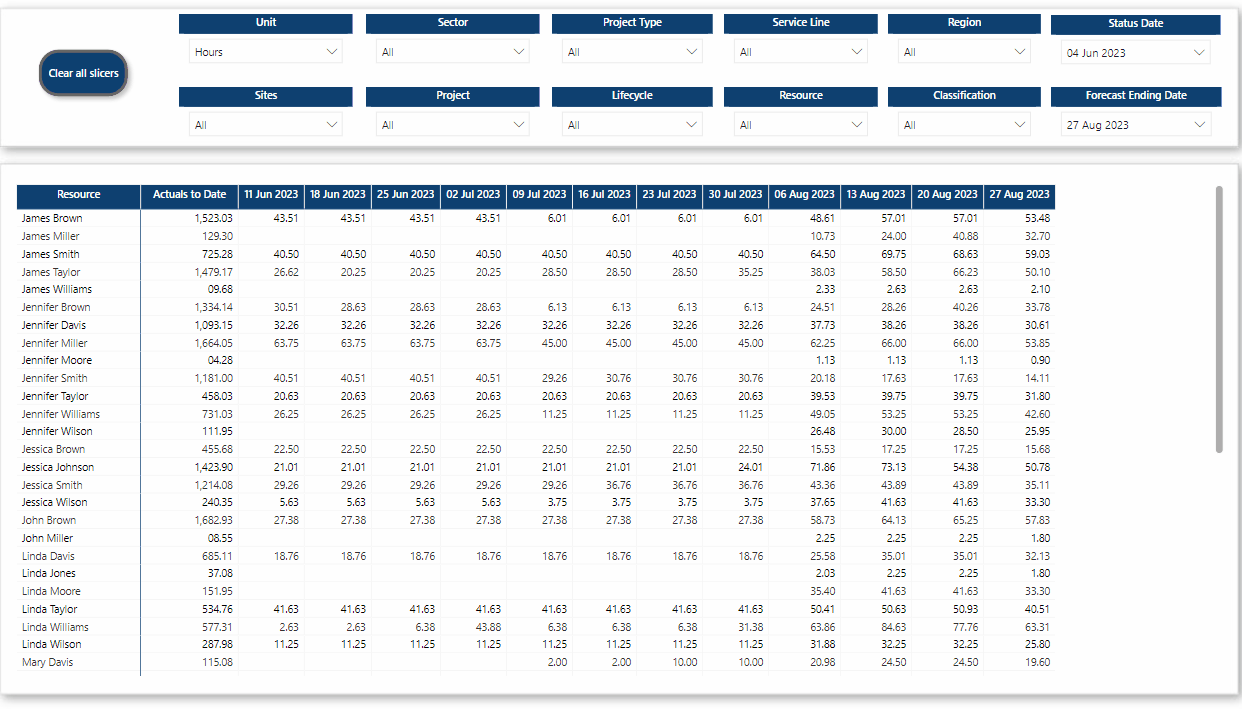 Unit Sector Project Type Service Line Region Status Date
Hours All All All All 04 Jun 2023
Clear all slicers
Sites Project Lifecycle Resource Classification Forecast Ending Date
All All All All All 27 Aug 2023
Resource Actuals to Date 11 Jun 2023 18 Jun 2023 25 Jun 2023 02 Jul 2023 09 Jul 2023 16 Jul 2023 23 Jul 2023 30 Jul 2023 06 Aug 2023 13 Aug 2023 20 Aug 2023 27 Aug 2023
James Brown 1,523.03 43.51 43.51 43.51 43.51 6.01 6.01 6.01 6.01 48.61 57.01 57.01 53.48
James Miller 129.30 10.73 24.00 40.88 32.70
James Smith 725.28 40.50 40.50 40.50 40.50 40.50 40.50 40.50 40.50 64.50 69.75 68.63 59.03
James Taylor 1,479.17 26.62 20.25 20.25 20.25 28.50 28.50 28.50 35.25 38.03 58.50 66.23 50.10
James Williams 09.68 2.33 2.63 2.63 2.10
Jennifer Brown 1,334.14 30.51 28.63 28.63 28.63 6.13 6.13 6.13 6.13 24.51 28.26 40.26 33.78
Jennifer Davis 1,093.15 32.26 32.26 32.26 32.26 32.26 32.26 32.26 32.26 37.73 38.26 38.26 30.61
Jennifer Miller 1,664.05 63.75 63.75 63.75 63.75 45.00 45.00 45.00 45.00 62.25 66.00 66.00 53.85
Jennifer Moore 04.28 1.13 1.13 1.13 0.90
Jennifer Smith 1,181.00 40.51 40.51 40.51 40.51 29.26 30.76 30.76 30.76 20.18 17.63 17.63 14.11
Jennifer Taylor 458.03 20.63 20.63 20.63 20.63 20.63 20.63 20.63 20.63 39.53 39.75 39.75 31.80
Jennifer Williams 731.03 26.25 26.25 26.25 26.25 11.25 11.25 11.25 11.25 49.05 53.25 53.25 42.60
Jennifer Wilson 111.95 26.48 30.00 28.50 25.95
Jessica Brown 455.68 22.50 22.50 22.50 22.50 22.50 22.50 22.50 22.50 15.53 17.25 17.25 15.68
Jessica Johnson 1,423.90 21.01 21.01 21.01 21.01 21.01 21.01 21.01 24.01 71.86 73.13 54.38 50.78
Jessica Smith 1,214.08 29.26 29.26 29.26 29.26 29.26 36.76 36.76 36.76 43.36 43.89 43.89 35.11
Jessica Wilson 240.35 5.63 5.63 5.63 5.63 3.75 3.75 3.75 3.75 37.65 41.63 41.63 33.30
John Brown 1,682.93 27.38 27.38 27.38 27.38 27.38 27.38 27.38 27.38 58.73 64.13 65.25 57.83
John Miller 08.55 2.25 2.25 2.25 1.80
Linda Davis 685.11 18.76 18.76 18.76 18.76 18.76 18.76 18.76 18.76 25.58 35.01 35.01 32.13
Linda Jones 37.08 2.03 2.25 2.25 1.80
Linda Moore 151.95 35.40 41.63 41.63 33.30
Linda Taylor 534.76 41.63 41.63 41.63 41.63 41.63 41.63 41.63 41.63 50.41 50.63 50.93 40.51
Linda Williams 577.31 2.63 2.63 6.38 43.88 6.38 6.38 6.38 31.38 63.86 84.63 77.76 63.31
Linda Wilson 287.98 11.25 11.25 11.25 11.25 11.25 11.25 11.25 11.25 31.88 32.25 32.25 25.80
Mary Davis 115.08 2.00 2.00 10.00 10.00 20.98 24.50 24.50 19.60